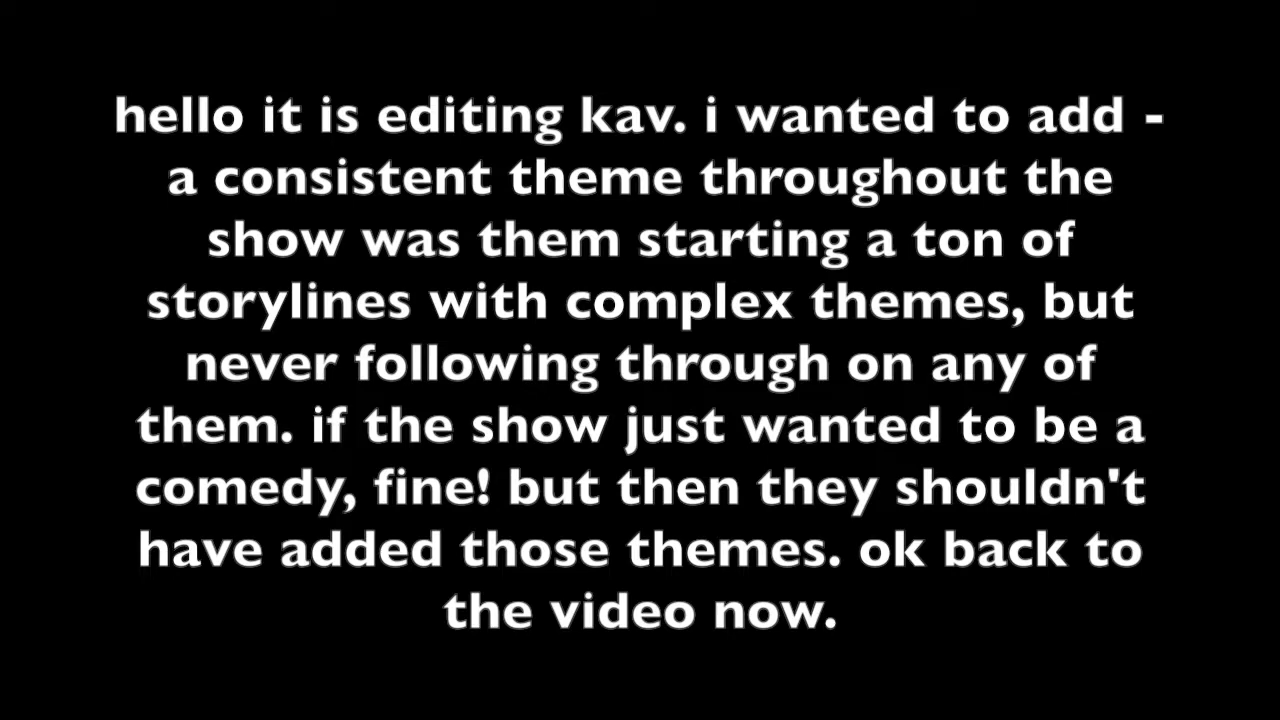 hello it is editing kav. i wanted to add -
a consistent theme throughout the
show was them starting a ton of
storylines with complex themes, but
never following through on any of
them. if the show just wanted to be a
comedy, fine! but then they shouldn't
have added those themes. ok back to
the video now.